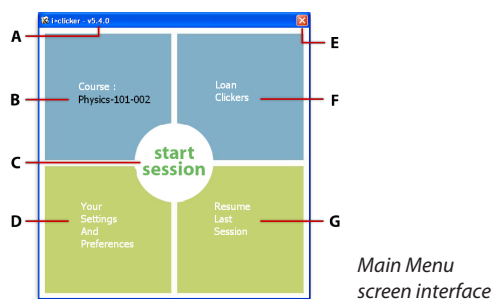 i>clicker - v5.4.0
A
E
Course :
Physics-101-002
B
Loan
Clickers
F
C
start
session
D
Your
Settings
And
Preferences
Resume
Last
Session
G
Main Menu
screen interface